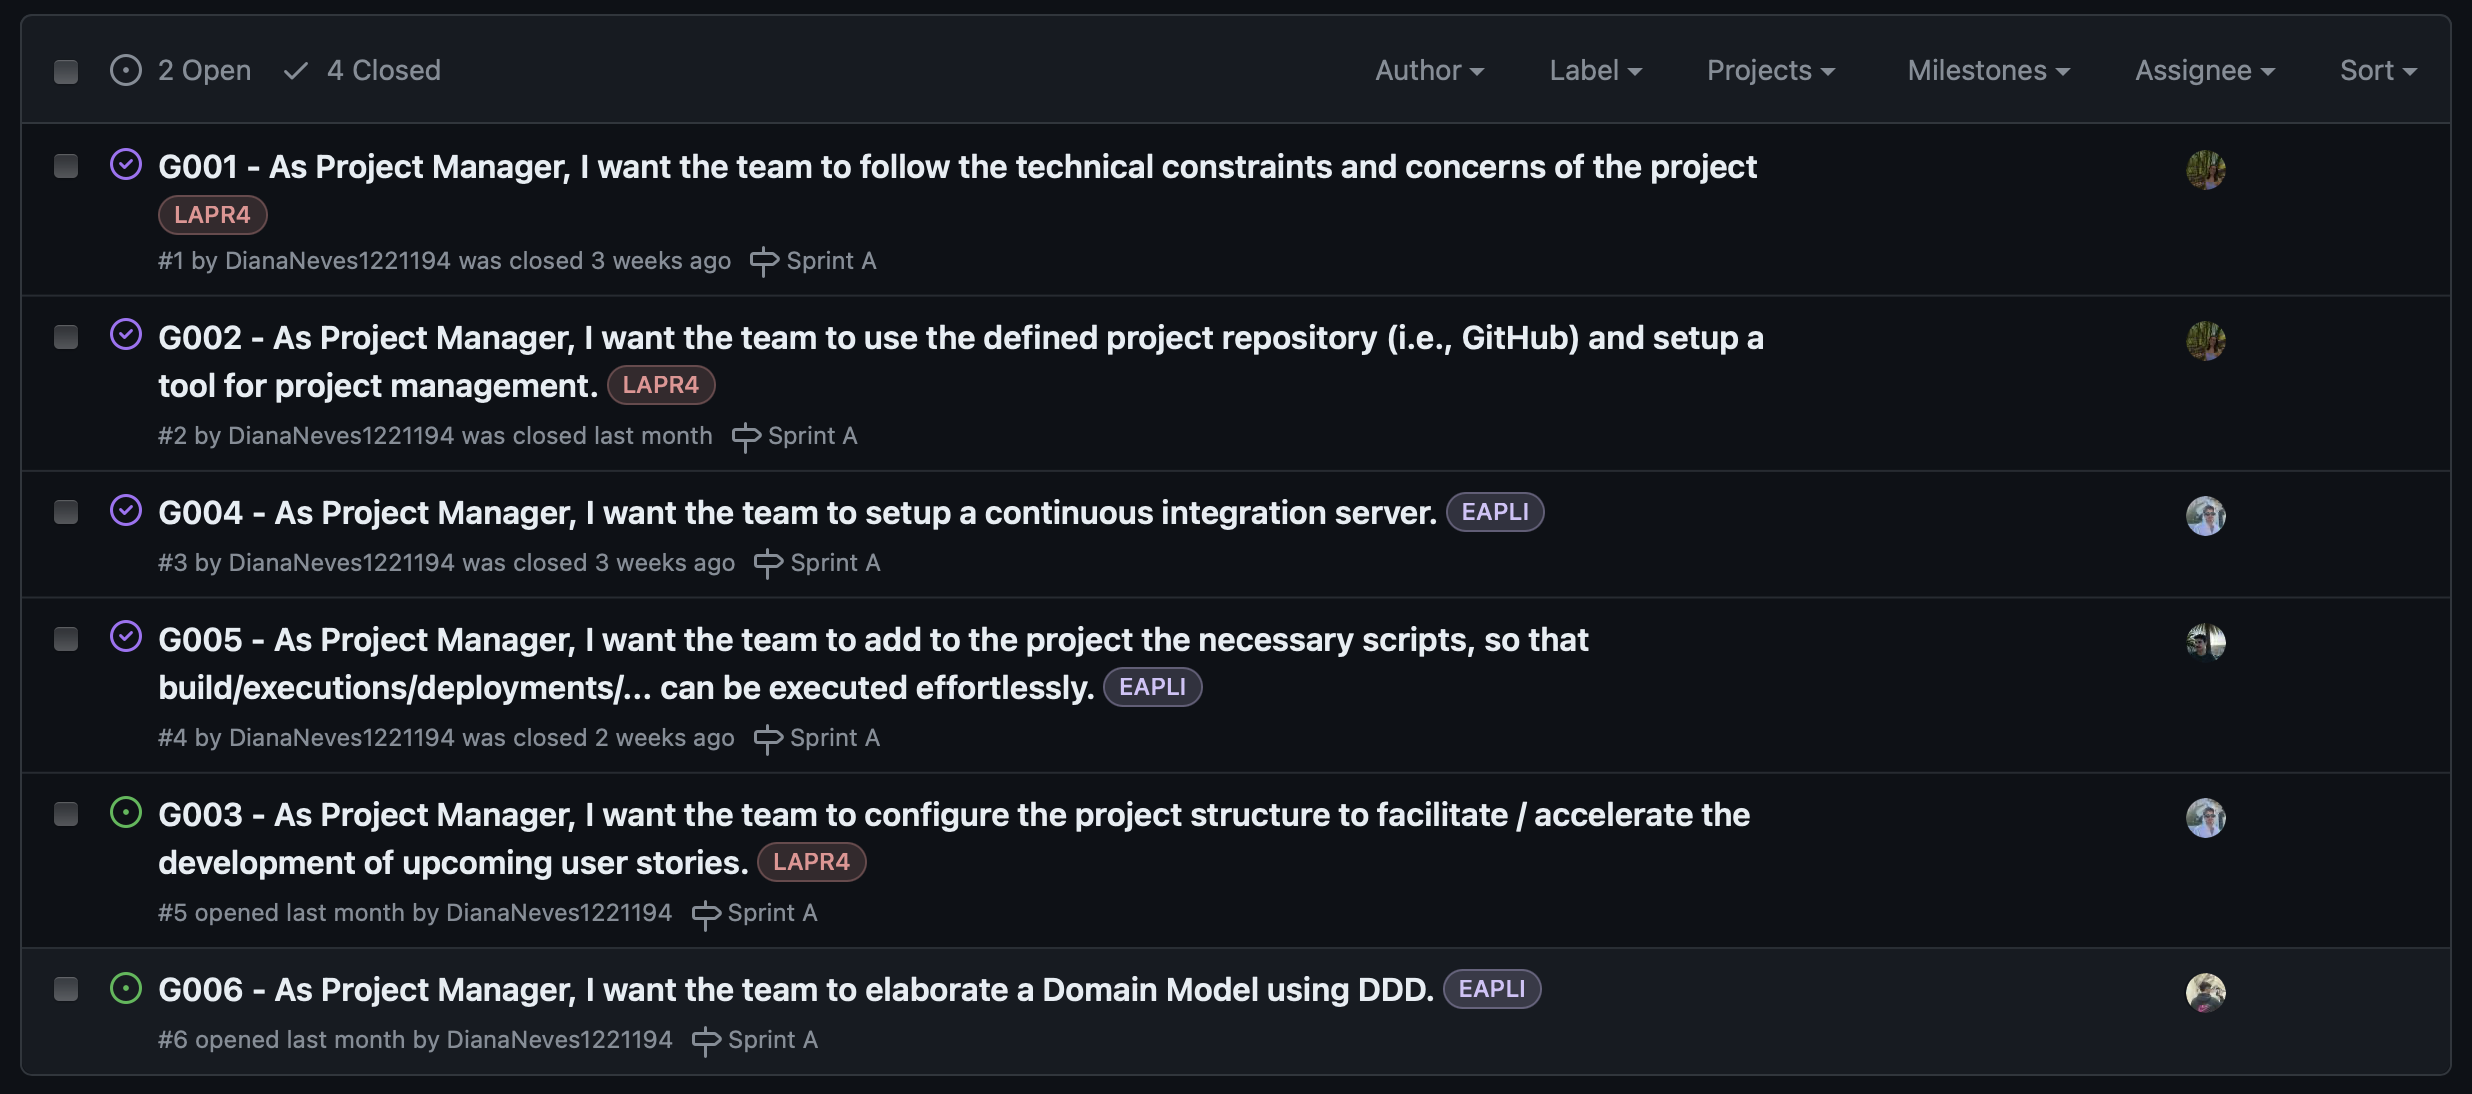 2 Open 4 Closed Author Label Projects Milestones Assignee Sort
G001 - As Project Manager, I want the team to follow the technical constraints and concerns of the project
LAPR4
#1 by DianaNeves1221194 was closed 3 weeks ago Sprint A
G002 - As Project Manager, I want the team to use the defined project repository (i.e., GitHub) and setup a
tool for project management. LAPR4
#2 by DianaNeves1221194 was closed last month Sprint A
G004 - As Project Manager, I want the team to setup a continuous integration server. EAPLI
#3 by DianaNeves1221194 was closed 3 weeks ago Sprint A
G005 - As Project Manager, I want the team to add to the project the necessary scripts, so that
build/executions/deployments/... can be executed effortlessly. EAPLI
#4 by DianaNeves1221194 was closed 2 weeks ago Sprint A
G003 - As Project Manager, I want the team to configure the project structure to facilitate / accelerate the
development of upcoming user stories. LAPR4
#5 opened last month by DianaNeves1221194 Sprint A
G006 - As Project Manager, I want the team to elaborate a Domain Model using DDD. EAPLI
#6 opened last month by DianaNeves1221194 Sprint A